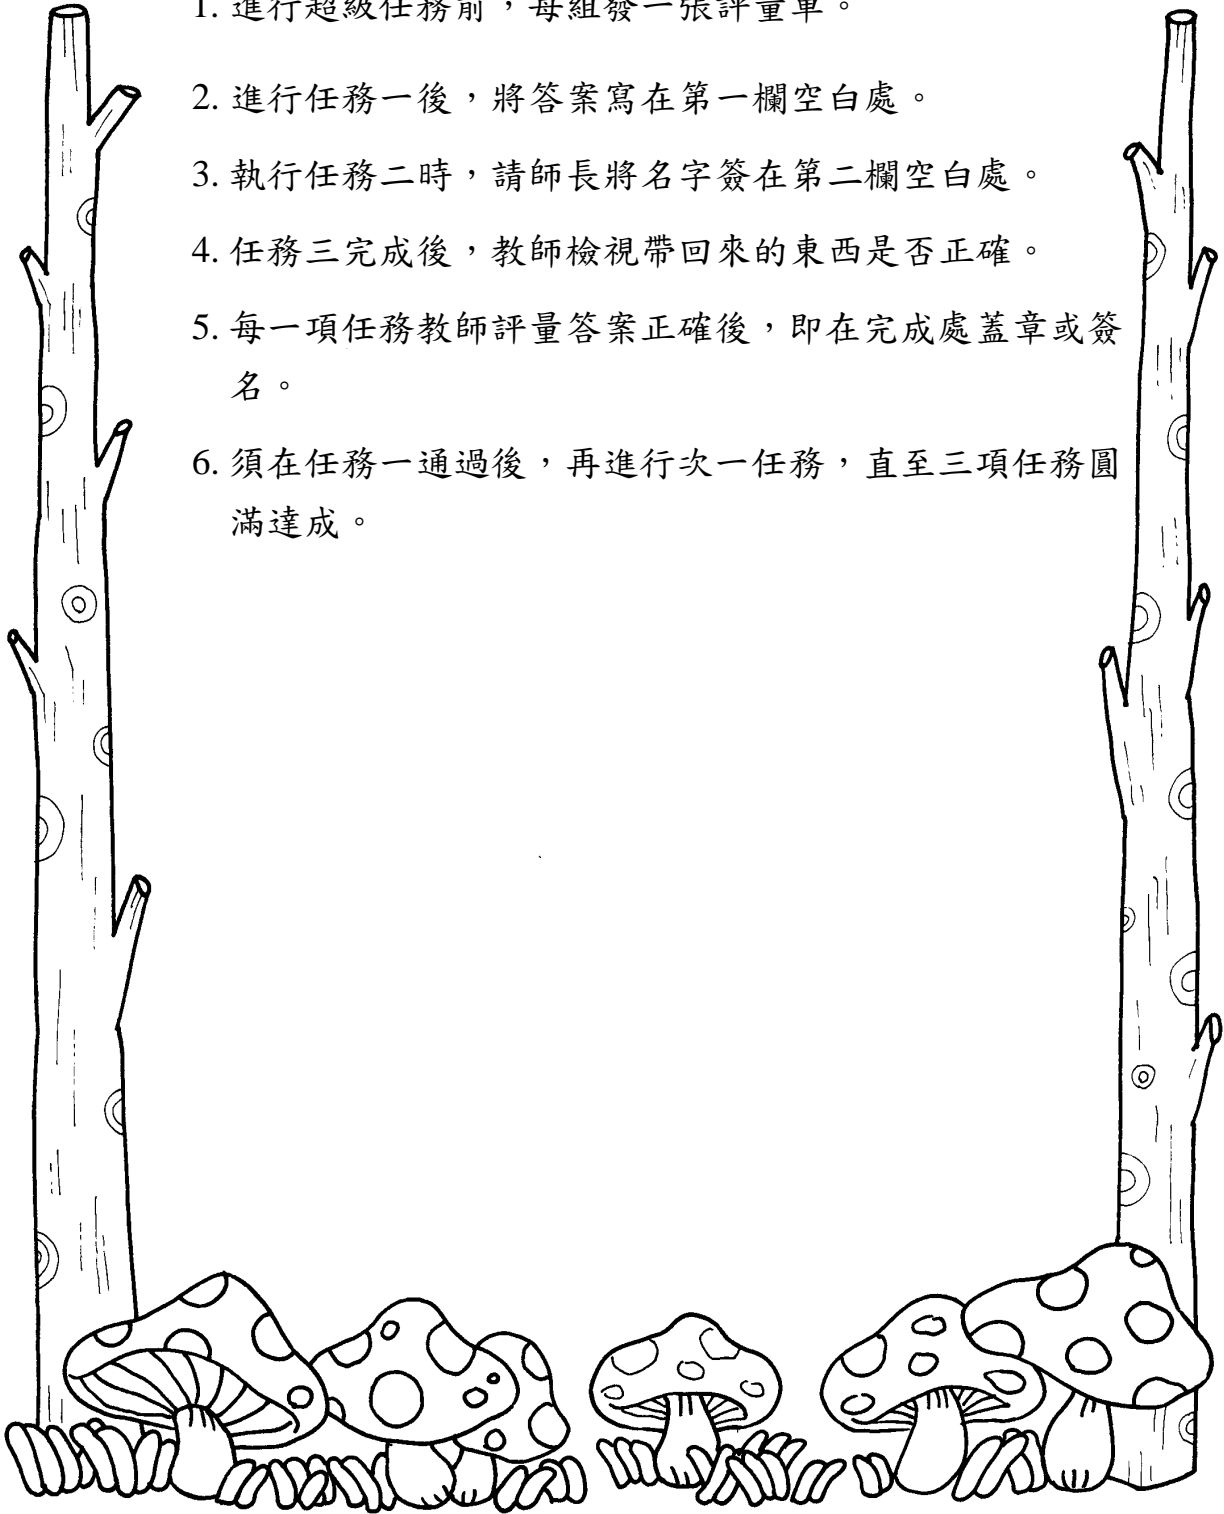 1. 進行超級任務前，每組發一張評量單。
2. 進行任務一後，將答案寫在第一欄空白處。
3. 執行任務二時，請師長將名字簽在第二欄空白處。
4. 任務三完成後，教師檢視帶回來的東西是否正確。
5. 每一項任務教師評量答案正確後，即在完成處蓋章或簽
名。
6. 須在任務一通過後，再進行次一任務，直至三項任務圓
滿達成。